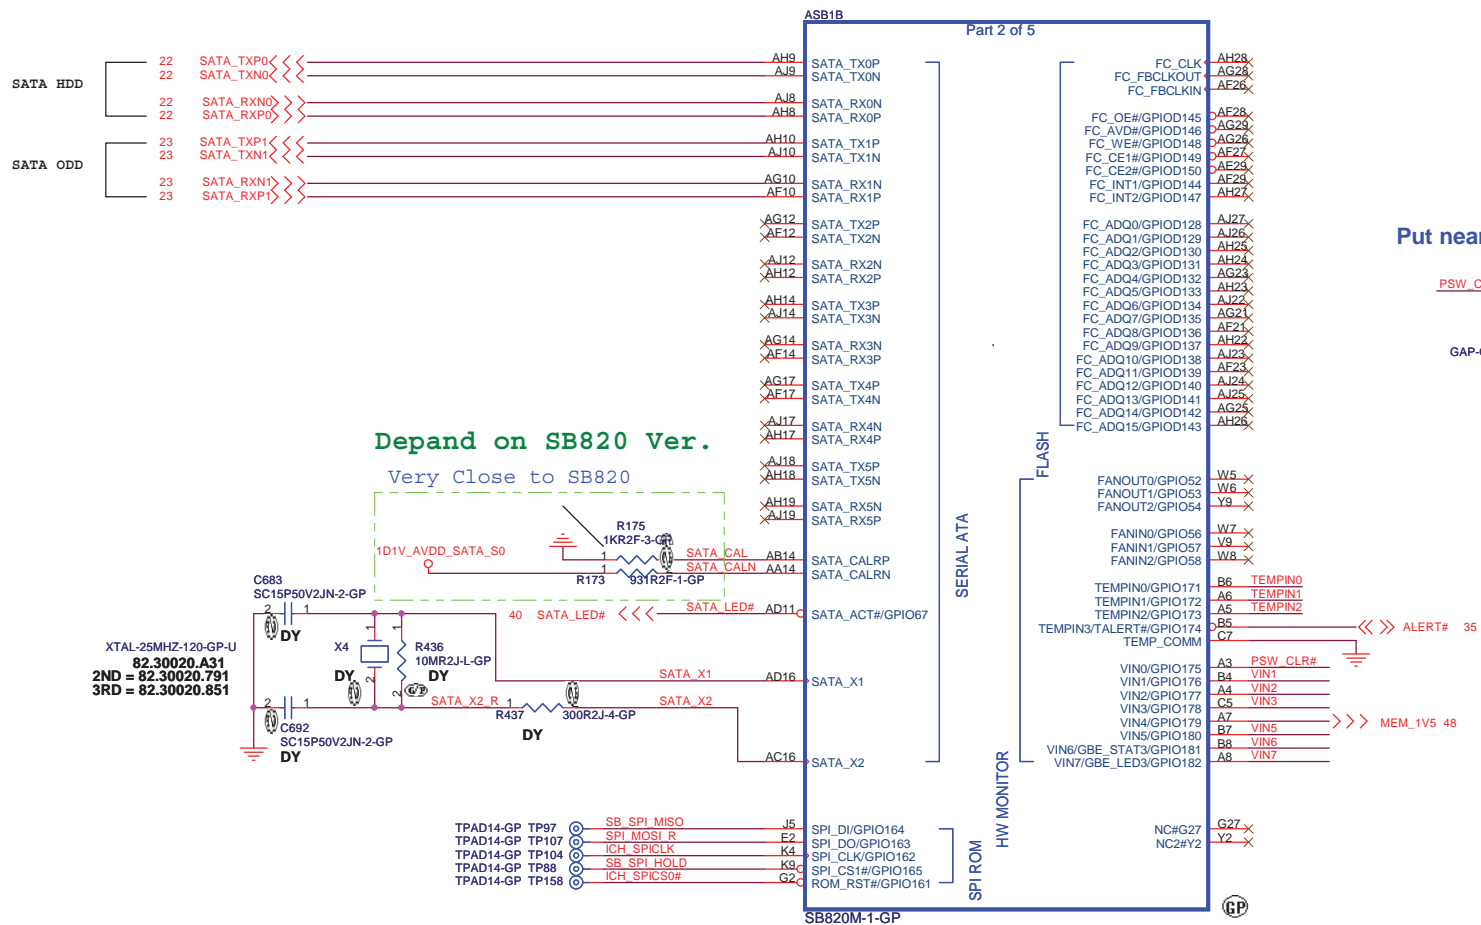 ASB1B
Part 2 of 5
SATA HDD
22 SATA_TXP0 AH9 SATA_TX0P
22 SATA_TXN0 AJ9 SATA_TX0N
22 SATA_RXN0 AJ8 SATA_RX0N
22 SATA_RXP0 AH8 SATA_RX0P
SATA ODD
23 SATA_TXP1 AH10 SATA_TX1P
23 SATA_TXN1 AJ10 SATA_TX1N
23 SATA_RXN1 AG10 SATA_RX1N
23 SATA_RXP1 AF10 SATA_RX1P
AG12 SATA_TX2P
AF12 SATA_TX2N
AJ12 SATA_RX2N
AH12 SATA_RX2P
AH14 SATA_TX3P
AJ14 SATA_TX3N
AG14 SATA_RX3N
AF14 SATA_RX3P
AG17 SATA_TX4P
AF17 SATA_TX4N
AJ17 SATA_RX4N
AH17 SATA_RX4P
AJ18 SATA_TX5P
AH18 SATA_TX5N
AH19 SATA_RX5N
AJ19 SATA_RX5P
Depand on SB820 Ver.
Very Close to SB820
R175
1KR2F-3-GP
1D1V_AVDD_SATA_S0
1 SATA_CAL AB14 SATA_CALRP
1 SATA_CALN AA14 SATA_CALRN
R173 931R2F-1-GP
40 SATA_LED# SATA_LED# AD11 SATA_ACT#/GPIO67
C683
SC15P50V2JN-2-GP
2 1
DY
XTAL-25MHZ-120-GP-U
82.30020.A31
2ND = 82.30020.791
3RD = 82.30020.851
X4
1
2
DY
R436
10MR2J-L-GP
1
2
DY
SATA_X1 AD16 SATA_X1
SATA_X2_R 1 SATA_X2
R437 300R2J-4-GP
DY
2 1
C692
SC15P50V2JN-2-GP
DY
AC16 SATA_X2
TPAD14-GP TP97 SB_SPI_MISO J5 SPI_DI/GPIO164
TPAD14-GP TP107 SPI_MOSI_R E2 SPI_DO/GPIO163
TPAD14-GP TP104 ICH_SPICLK K4 SPI_CLK/GPIO162
TPAD14-GP TP88 SB_SPI_HOLD K9 SPI_CS1#/GPIO165
TPAD14-GP TP158 ICH_SPICS0# G2 ROM_RST#/GPIO161
SERIAL ATA
FLASH
HW MONITOR
SPI ROM
FC_CLK AH28
FC_FBCLKOUT AG28
FC_FBCLKIN AF26
FC_OE#/GPIOD145 AF28
FC_AVD#/GPIOD146 AG29
FC_WE#/GPIOD148 AG26
FC_CE1#/GPIOD149 AF27
FC_CE2#/GPIOD150 AE29
FC_INT1/GPIOD144 AF29
FC_INT2/GPIOD147 AH27
FC_ADQ0/GPIOD128 AJ27
FC_ADQ1/GPIOD129 AJ26
FC_ADQ2/GPIOD130 AH25
FC_ADQ3/GPIOD131 AH24
FC_ADQ4/GPIOD132 AG23
FC_ADQ5/GPIOD133 AH23
FC_ADQ6/GPIOD134 AJ22
FC_ADQ7/GPIOD135 AG21
FC_ADQ8/GPIOD136 AF21
FC_ADQ9/GPIOD137 AH22
FC_ADQ10/GPIOD138 AJ23
FC_ADQ11/GPIOD139 AF23
FC_ADQ12/GPIOD140 AJ24
FC_ADQ13/GPIOD141 AJ25
FC_ADQ14/GPIOD142 AG25
FC_ADQ15/GPIOD143 AH26
FANOUT0/GPIO52 W5
FANOUT1/GPIO53 W6
FANOUT2/GPIO54 Y9
FANIN0/GPIO56 W7
FANIN1/GPIO57 V9
FANIN2/GPIO58 W8
TEMPIN0/GPIO171 B6 TEMPIN0
TEMPIN1/GPIO172 A6 TEMPIN1
TEMPIN2/GPIO173 A5 TEMPIN2
TEMPIN3/TALERT#/GPIO174 B5 ALERT# 35
TEMP_COMM C7
VIN0/GPIO175 A3 PSW_CLR#
VIN1/GPIO176 B4 VIN1
VIN2/GPIO177 A4 VIN2
VIN3/GPIO178 C5 VIN3
VIN4/GPIO179 A7 MEM_1V5 48
VIN5/GPIO180 B7 VIN5
VIN6/GBE_STAT3/GPIO181 B8 VIN6
VIN7/GBE_LED3/GPIO182 A8 VIN7
NC#G27 G27
NC2#Y2 Y2
SB820M-1-GP
GP
Put near
PSW_C
GAP-